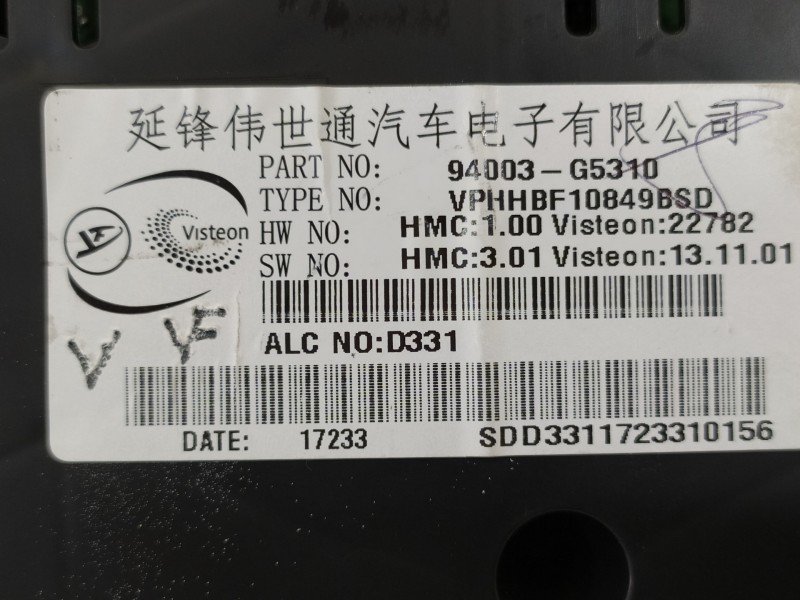 延锋伟世通汽车电子有限公司
PART NO: 94003-G5310
TYPE NO: VPHHBF10849BSD
Visteon
HW NO: HMC:1.00 Visteon:22782
SW NO: HMC:3.01 Visteon:13.11.01
ALC NO:D331
V VF
DATE: 17233 SDD3311723310156